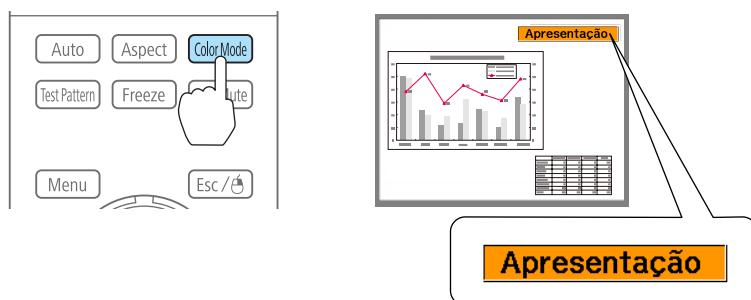 Auto Aspect Color Mode
Test Pattern Freeze ute
Menu Esc /
Apresentação
Apresentação